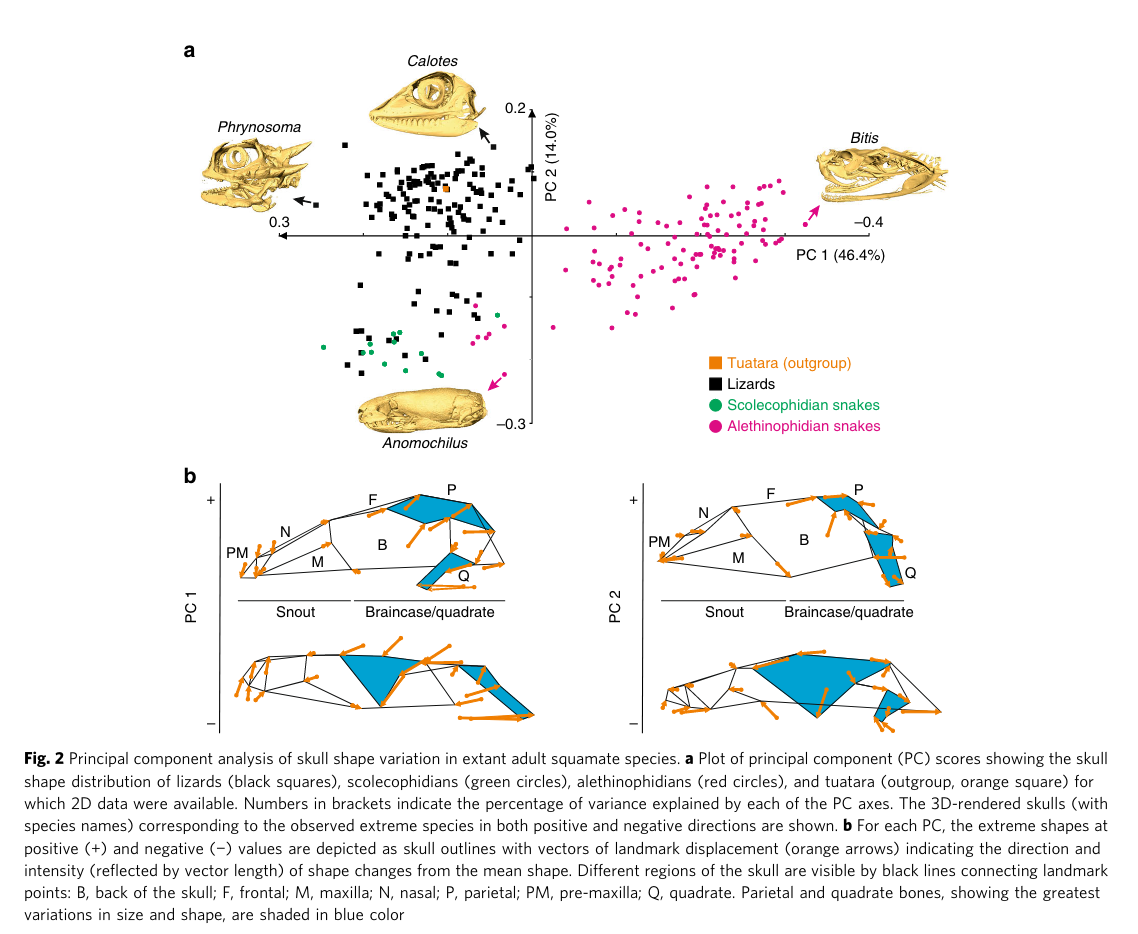 a
Calotes
Phrynosoma
Bitis
0.2
PC 2 (14.0%)
0.3
−0.4
PC 1 (46.4%)
Tuatara (outgroup)
Lizards
Scolecophidian snakes
Alethinophidian snakes
−0.3
Anomochilus
b
+
PC 1
−
PM
N
F
P
M
B
Q
Snout
Braincase/quadrate
+
PC 2
−
PM
N
F
P
M
B
Q
Snout
Braincase/quadrate
Fig. 2 Principal component analysis of skull shape variation in extant adult squamate species. a Plot of principal component (PC) scores showing the skull
shape distribution of lizards (black squares), scolecophidians (green circles), alethinophidians (red circles), and tuatara (outgroup, orange square) for
which 2D data were available. Numbers in brackets indicate the percentage of variance explained by each of the PC axes. The 3D-rendered skulls (with
species names) corresponding to the observed extreme species in both positive and negative directions are shown. b For each PC, the extreme shapes at
positive (+) and negative (−) values are depicted as skull outlines with vectors of landmark displacement (orange arrows) indicating the direction and
intensity (reflected by vector length) of shape changes from the mean shape. Different regions of the skull are visible by black lines connecting landmark
points: B, back of the skull; F, frontal; M, maxilla; N, nasal; P, parietal; PM, pre-maxilla; Q, quadrate. Parietal and quadrate bones, showing the greatest
variations in size and shape, are shaded in blue color